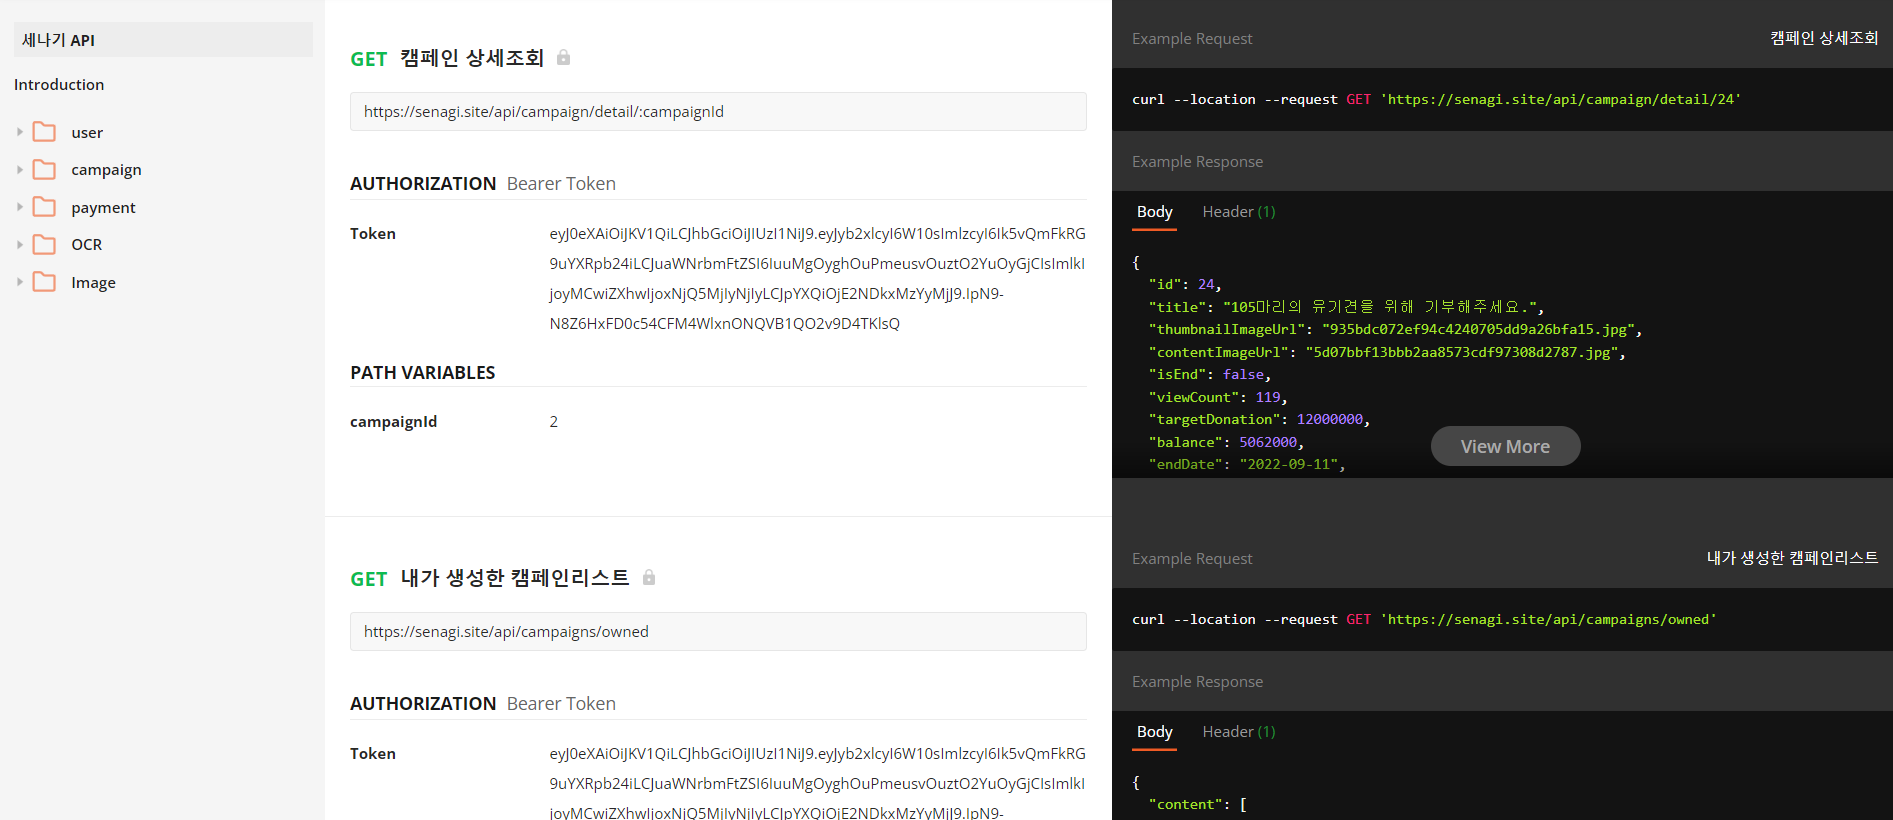 세나기 API
Introduction
user
campaign
payment
OCR
Image
GET 캠페인 상세조회
https://senagi.site/api/campaign/detail/:campaignId
AUTHORIZATION Bearer Token
Token
eyJ0eXAiOiJKV1QiLCJhbGciOiJIUzI1NiJ9.eyJyb2xlcyI6W10sImlzcyI6Ik5vQmFkRG
9uYXRpb24iLCJuaWNrbmFtZSI6IuuMgOyghOuPmeusvOuztO2YuOyGjCIsImlkI
joyMCwiZXhwIjoxNjQ5MjIyNjIyLCJpYXQiOjE2NDkxMzYyMjJ9.IpN9-
N8Z6HxFD0c54CFM4WlxnONQVB1QO2v9D4TKlsQ
PATH VARIABLES
campaignId 2
GET 내가 생성한 캠페인리스트
https://senagi.site/api/campaigns/owned
AUTHORIZATION Bearer Token
Token
eyJ0eXAiOiJKV1QiLCJhbGciOiJIUzI1NiJ9.eyJyb2xlcyI6W10sImlzcyI6Ik5vQmFkRG
9uYXRpb24iLCJuaWNrbmFtZSI6IuuMgOyghOuPmeusvOuztO2YuOyGjCIsImlkI
joyMCwiZXhwIjoxNjQ5MjIyNjIyLCJpYXQiOjE2NDkxMzYyMjJ9.IpN9-
Example Request 캠페인 상세조회
curl --location --request GET 'https://senagi.site/api/campaign/detail/24'
Example Response
Body Header (1)
{
"id": 24,
"title": "105마리의 유기견을 위해 기부해주세요.",
"thumbnailImageUrl": "935bdc072ef94c4240705dd9a26bfa15.jpg",
"contentImageUrl": "5d07bbf13bbb2aa8573cdf97308d2787.jpg",
"isEnd": false,
"viewCount": 119,
"targetDonation": 12000000,
"balance": 5062000,
"endDate": "2022-09-11",
View More
Example Request 내가 생성한 캠페인리스트
curl --location --request GET 'https://senagi.site/api/campaigns/owned'
Example Response
Body Header (1)
{
"content": [